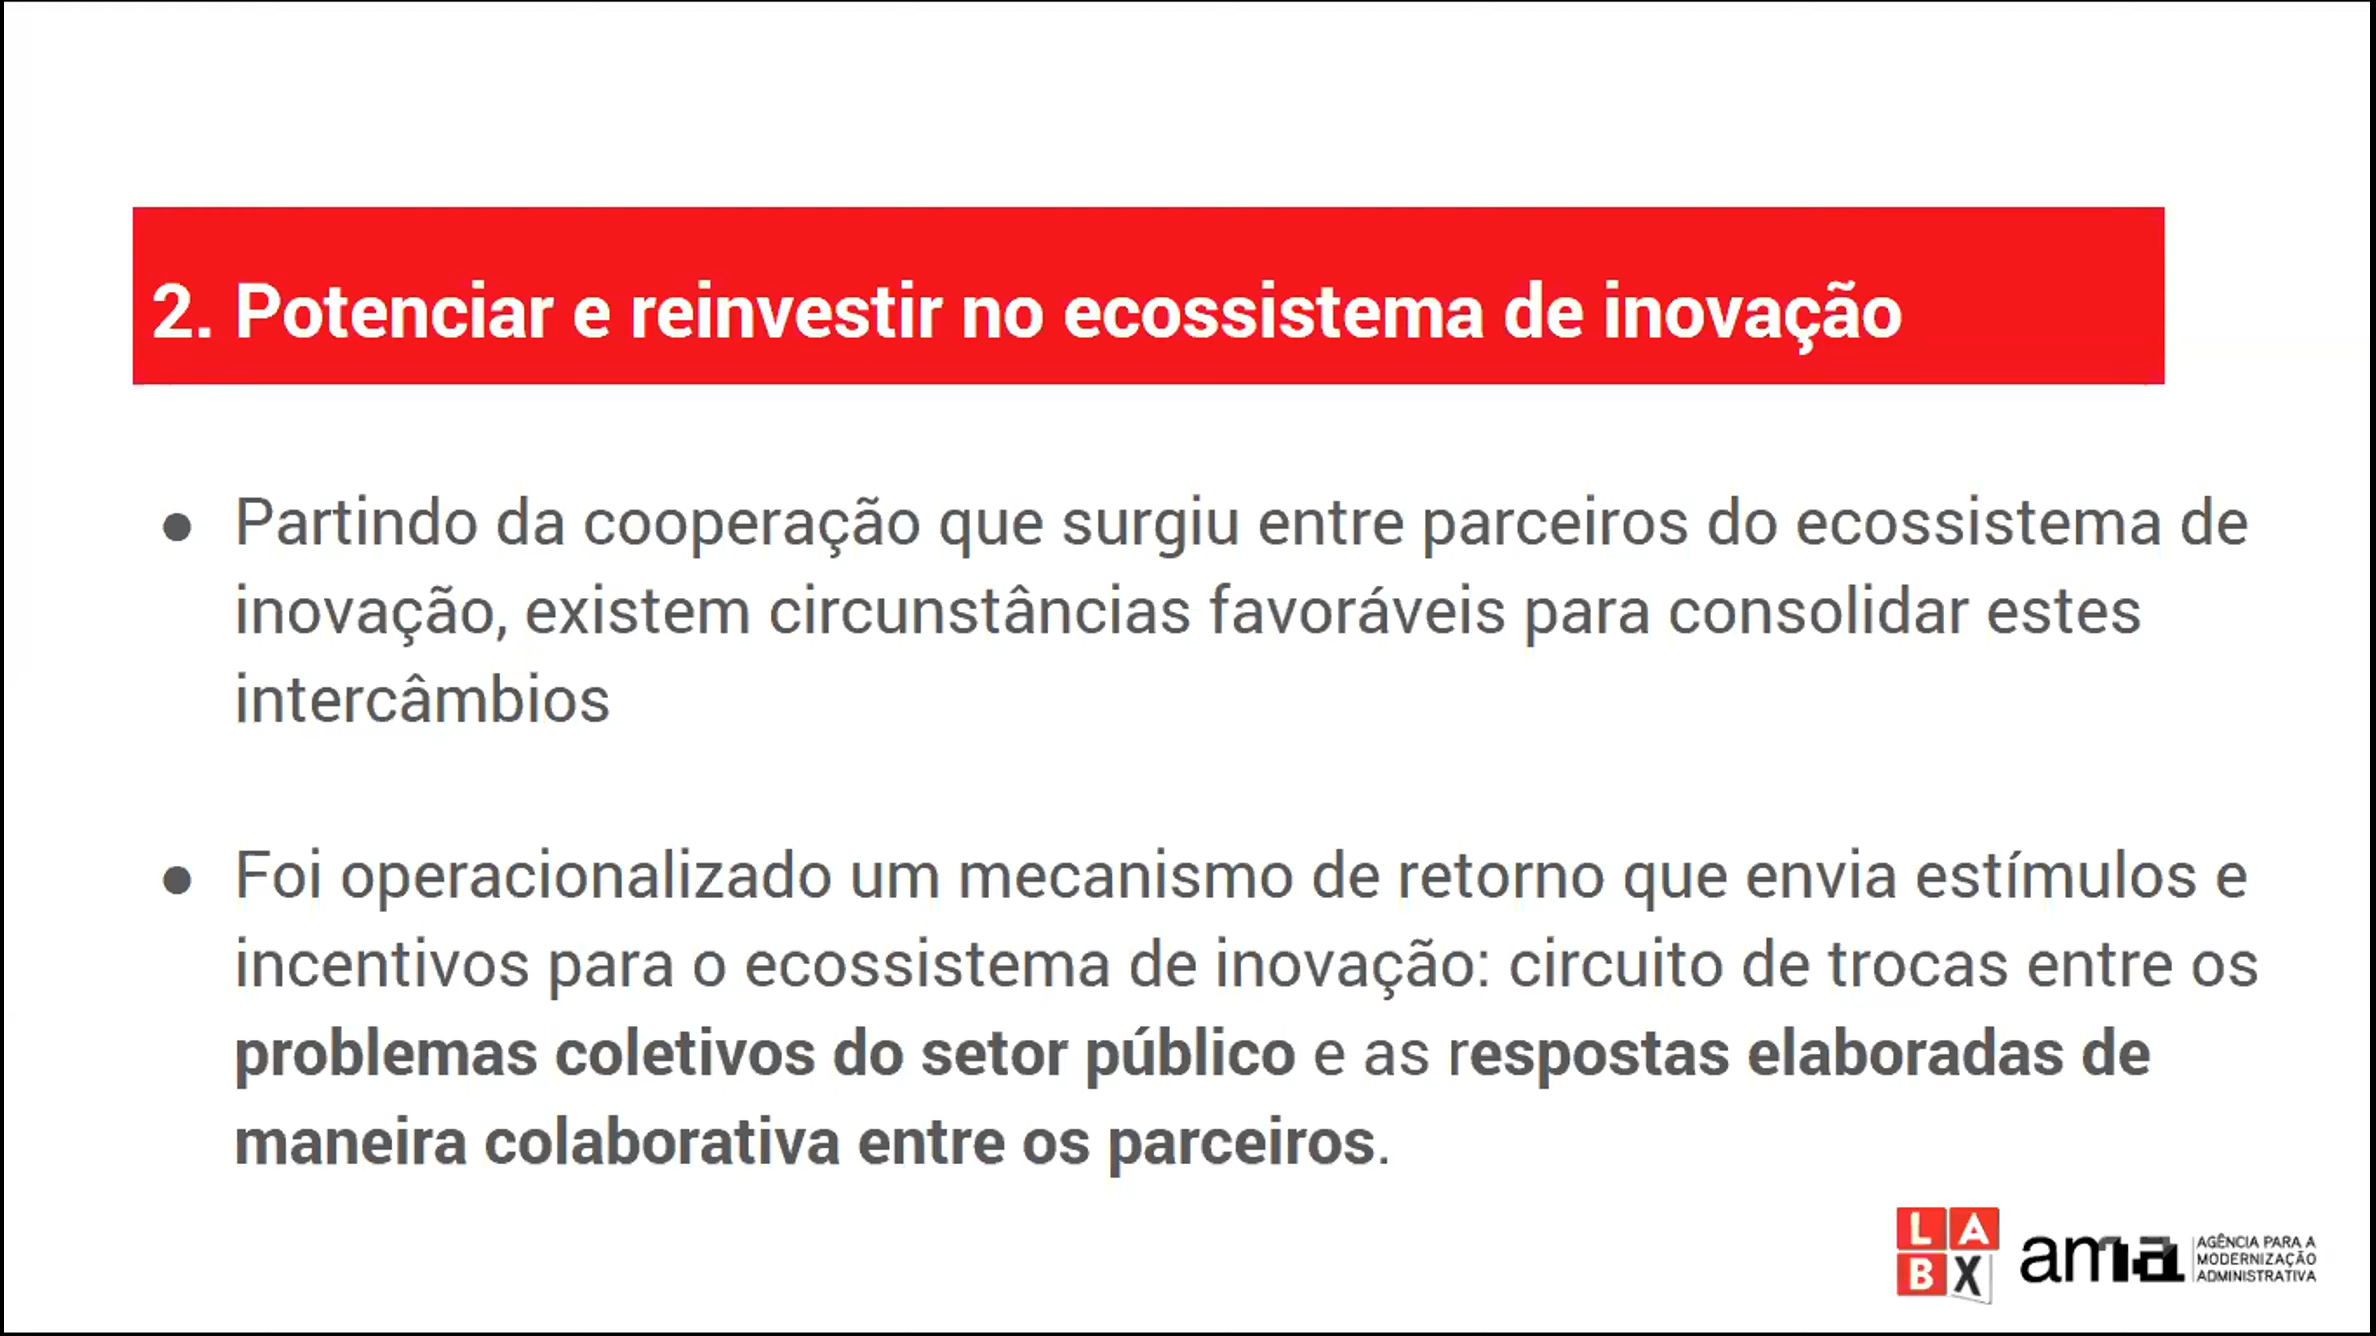 2. Potenciar e reinvestir no ecossistema de inovação
● Partindo da cooperação que surgiu entre parceiros do ecossistema de
inovação, existem circunstâncias favoráveis para consolidar estes
intercâmbios
● Foi operacionalizado um mecanismo de retorno que envia estímulos e
incentivos para o ecossistema de inovação: circuito de trocas entre os
problemas coletivos do setor público e as respostas elaboradas de
maneira colaborativa entre os parceiros.
LA
BX
ama
AGÊNCIA PARA A
MODERNIZAÇÃO
ADMINISTRATIVA